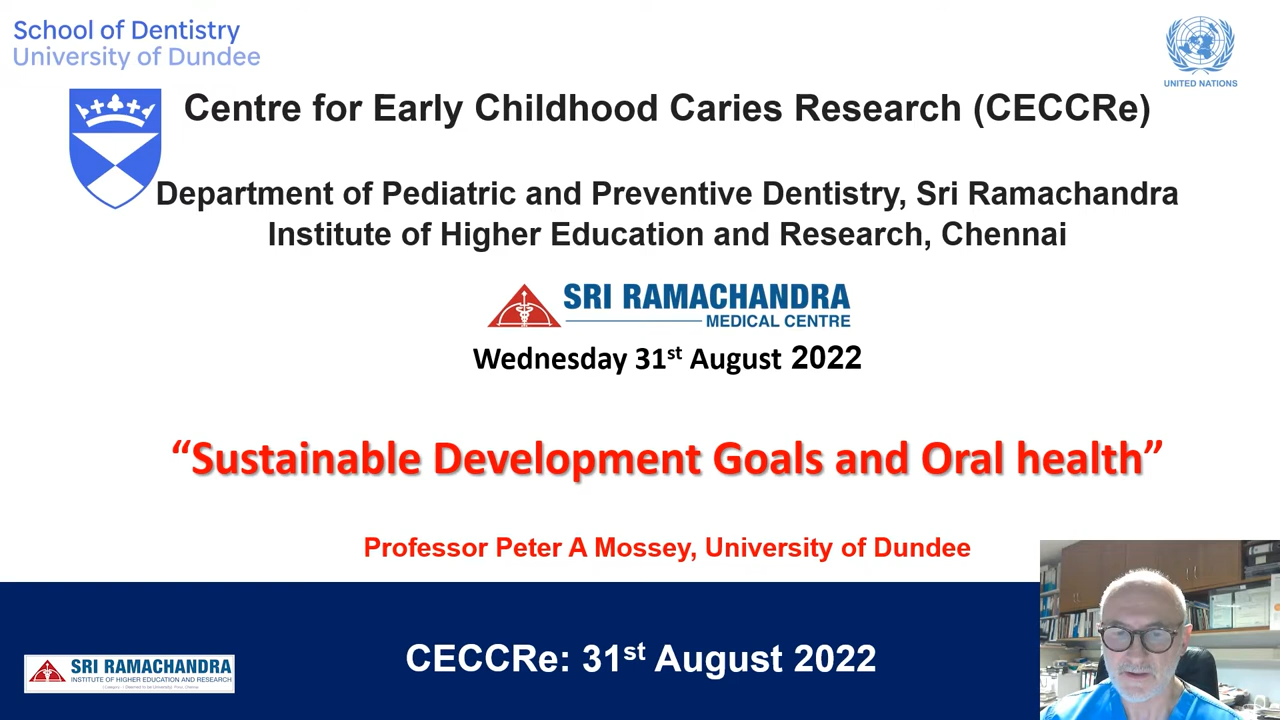 School of Dentistry
University of Dundee
UNITED NATIONS
Centre for Early Childhood Caries Research (CECCRe)
Department of Pediatric and Preventive Dentistry, Sri Ramachandra
Institute of Higher Education and Research, Chennai
SRI RAMACHANDRA
MEDICAL CENTRE
Wednesday 31st August 2022
“Sustainable Development Goals and Oral health”
Professor Peter A Mossey, University of Dundee
CECCRe: 31st August 2022
SRI RAMACHANDRA
INSTITUTE OF HIGHER EDUCATION AND RESEARCH